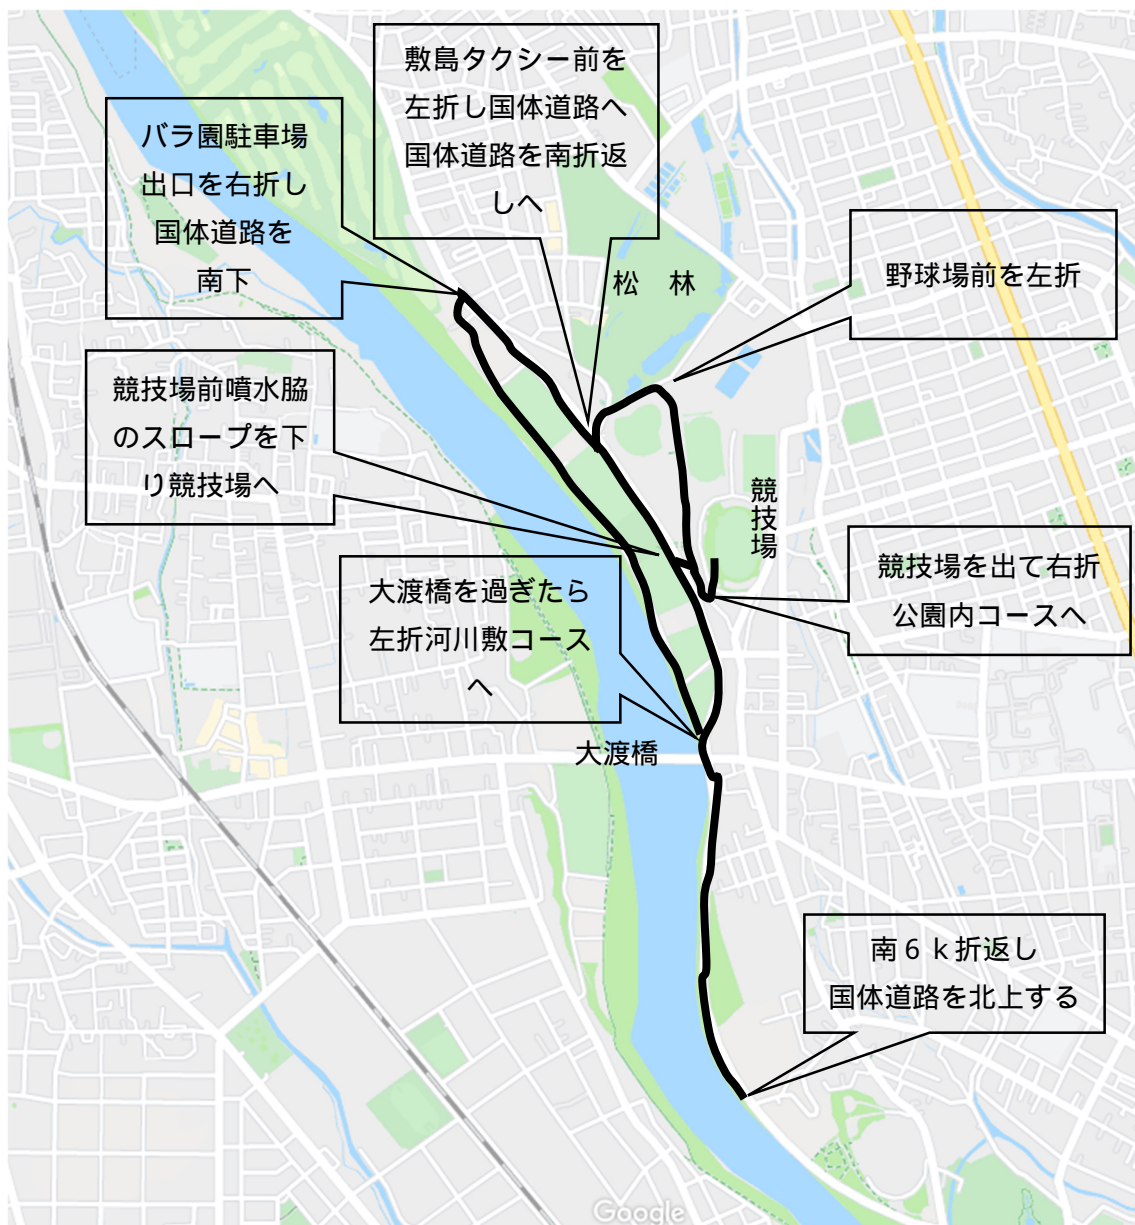 敷島タクシー前を
左折し国体道路へ
国体道路を南折返
しへ
バラ園駐車場
出口を右折し
国体道路を
南下
野球場前を左折
松 林
競技場前噴水脇
のスロープを下
り競技場へ
競技場
競技場を出て右折
公園内コースへ
大渡橋を過ぎたら
左折河川敷コース
へ
大渡橋
南6k折返し
国体道路を北上する
Google